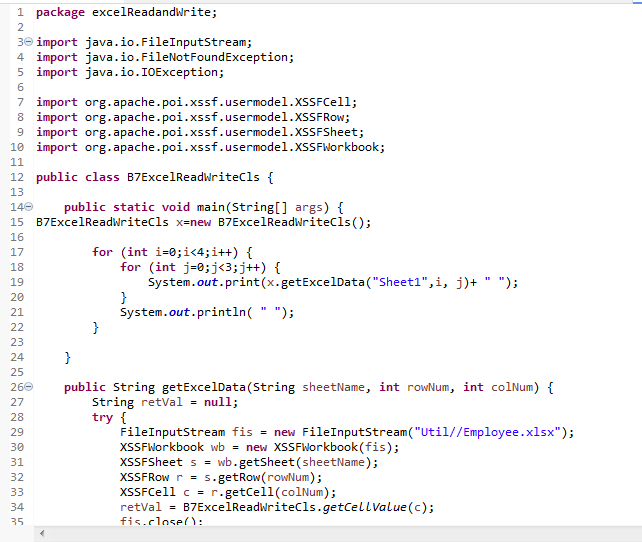 1 package excelReadandWrite;
2
3 import java.io.FileInputStream;
4 import java.io.FileNotFoundException;
5 import java.io.IOException;
6
7 import org.apache.poi.xssf.usermodel.XSSFCell;
8 import org.apache.poi.xssf.usermodel.XSSFRow;
9 import org.apache.poi.xssf.usermodel.XSSFSheet;
10 import org.apache.poi.xssf.usermodel.XSSFWorkbook;
11
12 public class B7ExcelReadWriteCls {
13
14     public static void main(String[] args) {
15 B7ExcelReadWriteCls x=new B7ExcelReadWriteCls();
16
17         for (int i=0;i<4;i++) {
18             for (int j=0;j<3;j++) {
19                 System.out.print(x.getExcelData("Sheet1",i, j)+ " ");
20             }
21             System.out.println( " ");
22         }
23
24     }
25
26     public String getExcelData(String sheetName, int rowNum, int colNum) {
27         String retVal = null;
28         try {
29             FileInputStream fis = new FileInputStream("Util//Employee.xlsx");
30             XSSFWorkbook wb = new XSSFWorkbook(fis);
31             XSSFSheet s = wb.getSheet(sheetName);
32             XSSFRow r = s.getRow(rowNum);
33             XSSFCell c = r.getCell(colNum);
34             retVal = B7ExcelReadWriteCls.getCellValue(c);
35             fis.close();